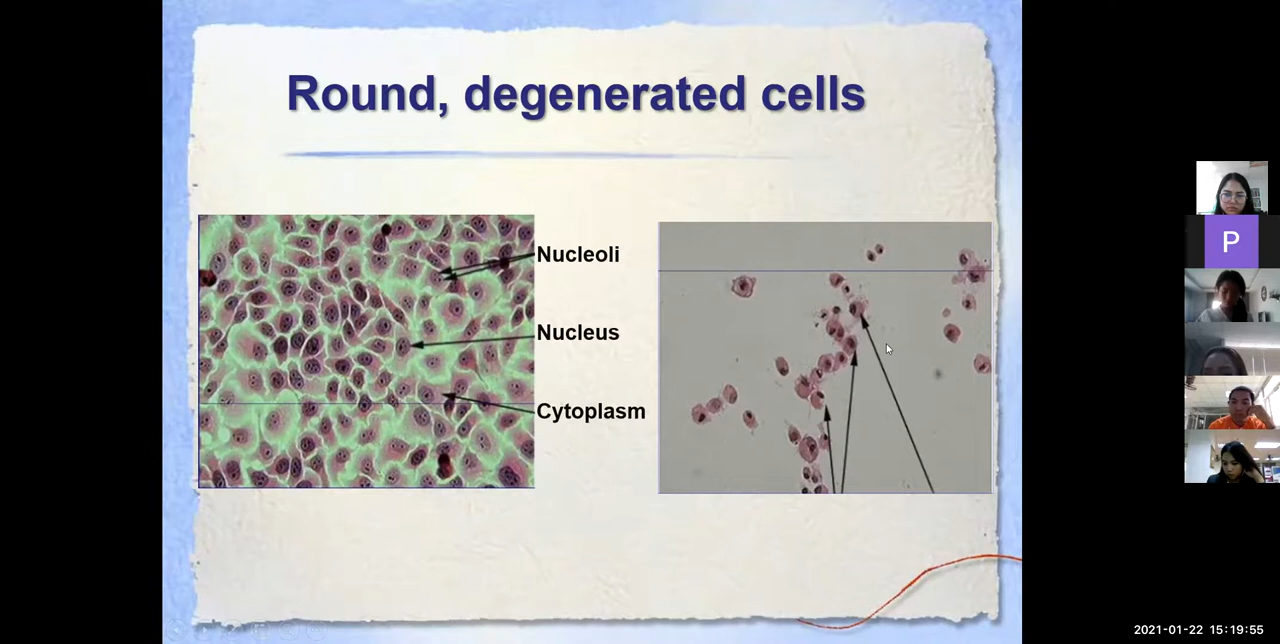 Round, degenerated cells
Nucleoli
Nucleus
Cytoplasm
P
2021-01-22 15:19:55